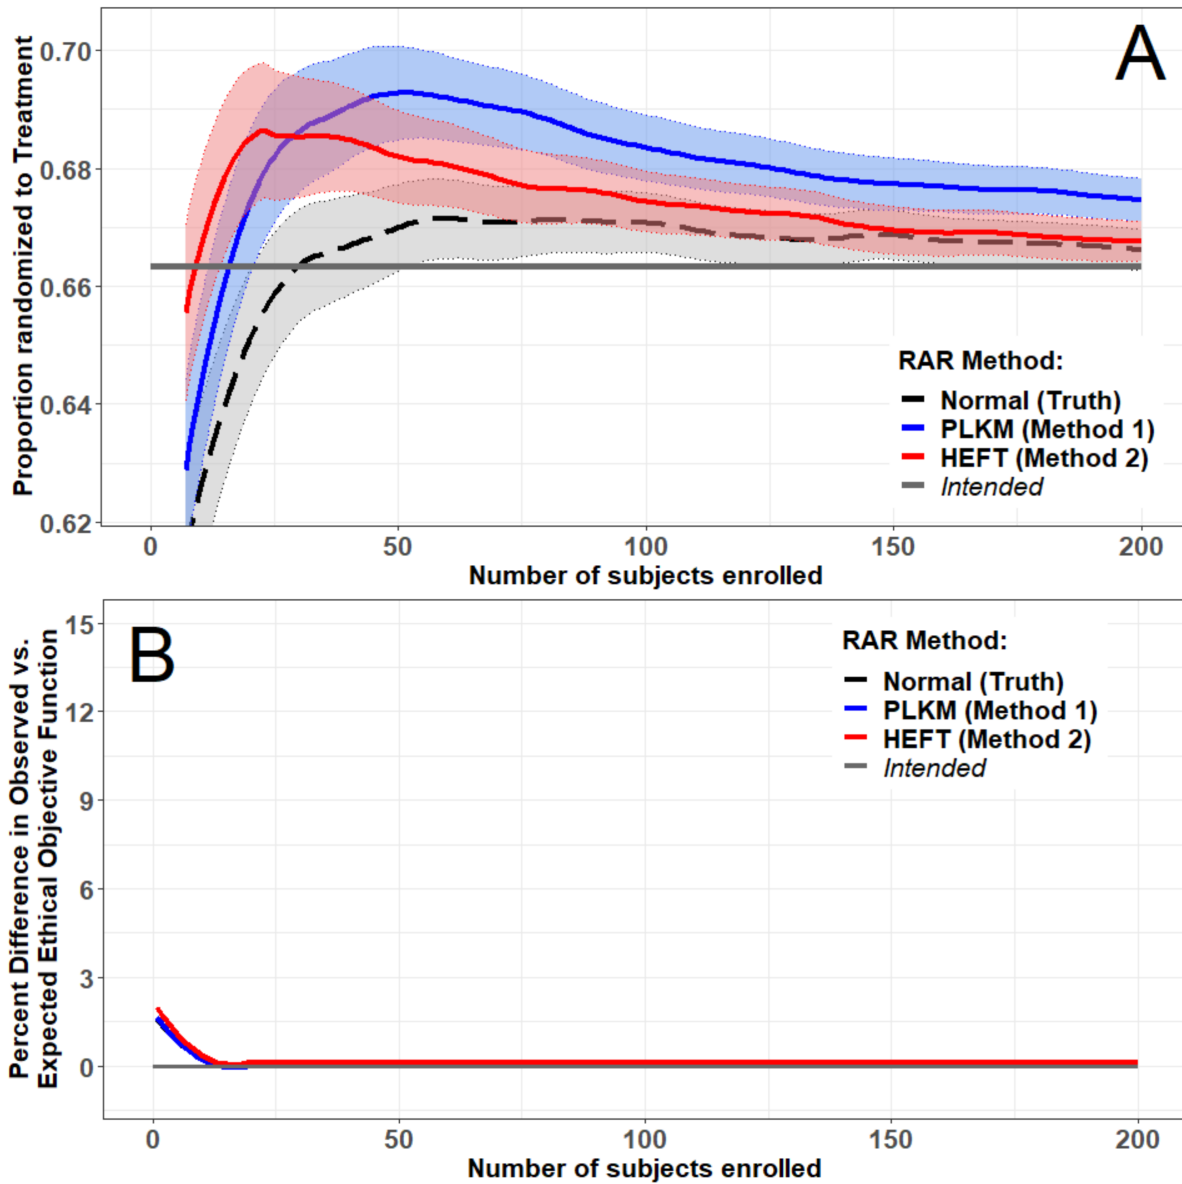 A
Proportion randomized to Treatment
0.70
0.68
0.66
0.64
0.62
RAR Method:
Normal (Truth)
PLKM (Method 1)
HEFT (Method 2)
Intended
0 50 100 150 200
Number of subjects enrolled
B
Percent Difference in Observed vs.
Expected Ethical Objective Function
15
12
9
6
3
0
RAR Method:
Normal (Truth)
PLKM (Method 1)
HEFT (Method 2)
Intended
0 50 100 150 200
Number of subjects enrolled